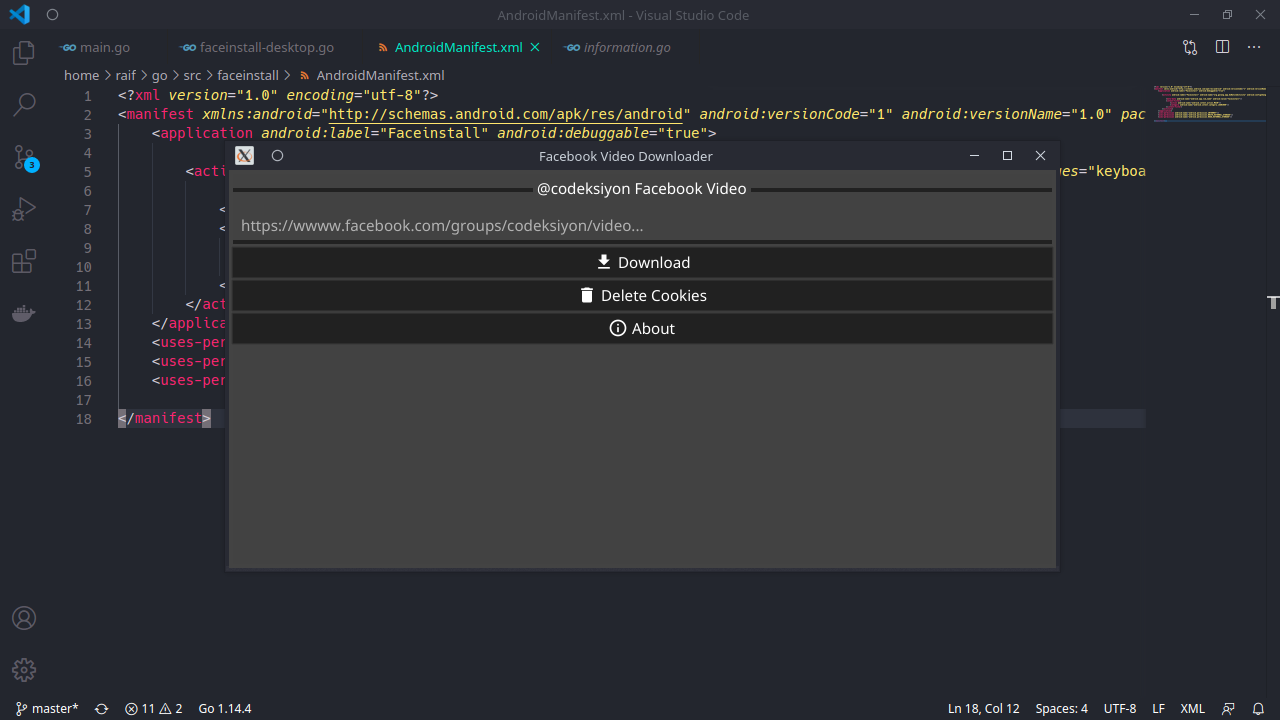 AndroidManifest.xml - Visual Studio Code
main.go faceinstall-desktop.go AndroidManifest.xml information.go
home > raif > go > src > faceinstall > AndroidManifest.xml
1 <?xml version="1.0" encoding="utf-8"?>
2 <manifest xmlns:android="http://schemas.android.com/apk/res/android" android:versionCode="1" android:versionName="1.0" pac
3 <application android:label="Faceinstall" android:debuggable="true">
4
5 <acti es="keyboa
6
7 <
8 <
9
10
11 <
12 </act
13 </applica
14 <uses-per
15 <uses-per
16 <uses-per
17
18 </manifest>
Facebook Video Downloader
@codeksiyon Facebook Video
https://wwww.facebook.com/groups/codeksiyon/video...
Download
Delete Cookies
About
3
master* 11 2 Go 1.14.4 Ln 18, Col 12 Spaces: 4 UTF-8 LF XML